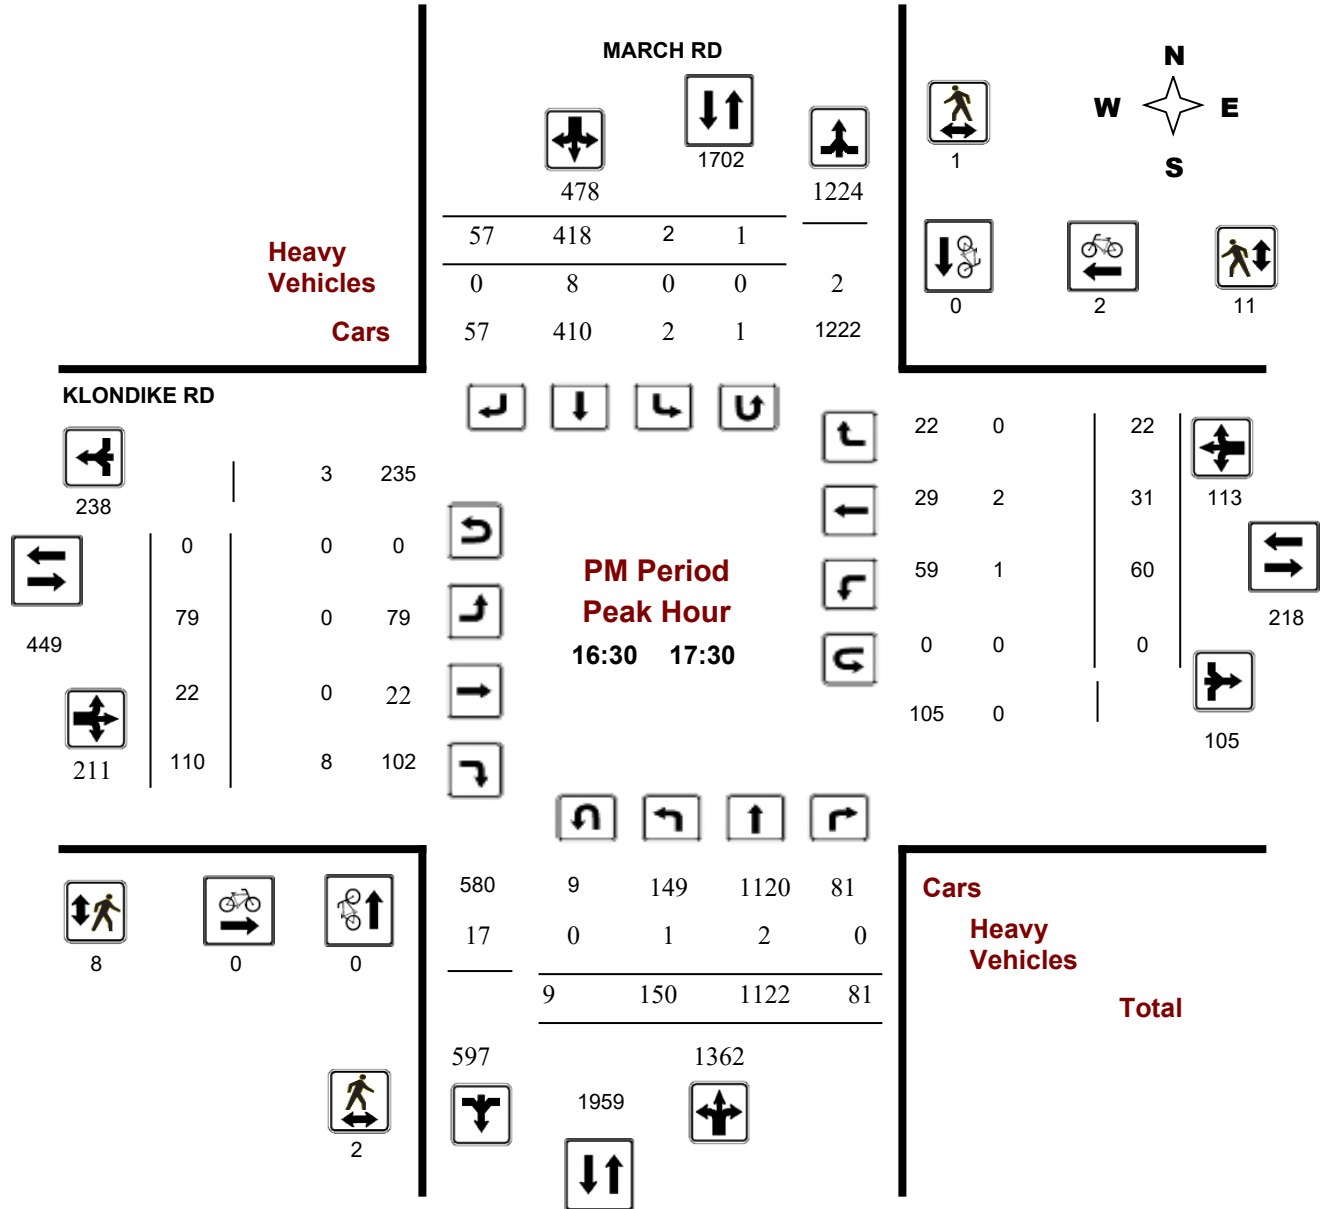 MARCH RD
N
W E
S
1702
1
478 1224
57 418 2 1
Heavy
Vehicles
0 8 0 0 2
Cars
57 410 2 1 1222
0 2 11
KLONDIKE RD
22 0 22
3 235
238
29 2 31 113
0 0 0
PM Period
59 1 60
Peak Hour
79 0 79
218
449
16:30 17:30
0 0 0
22 0 22
105 0
105
211 110 8 102
580 9 149 1120 81
Cars
17 0 1 2 0
Heavy
Vehicles
8 0 0
9 150 1122 81
Total
597 1362
1959
2